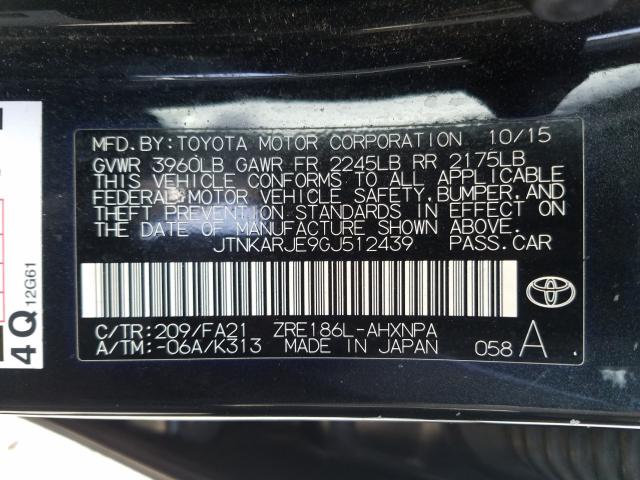 MFD. BY: TOYOTA MOTOR CORPORATION 10/15
GVWR 3960LB GAWR FR 2245LB RR 2175LB
THIS VEHICLE CONFORMS TO ALL APPLICABLE
FEDERAL MOTOR VEHICLE SAFETY, BUMPER, AND
THEFT PREVENTION STANDARDS IN EFFECT ON
THE DATE OF MANUFACTURE SHOWN ABOVE.
JTNKARJE9GJ512439 PASS. CAR
C/TR: 209/FA21 ZRE186L-AHXNPA
A/TM: -06A/K313 MADE IN JAPAN 058 A
4Q 12G61